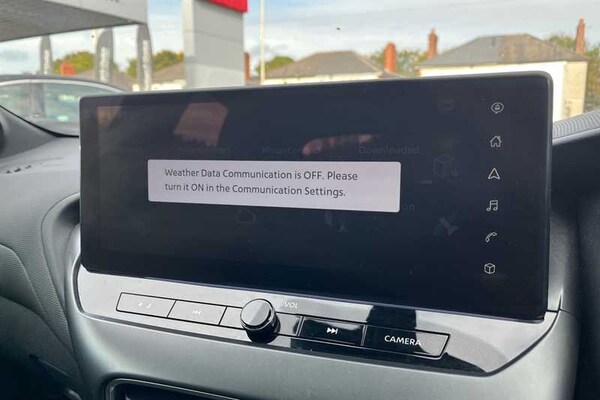 Weather Data Communication is OFF. Please
turn it ON in the Communication Settings.
VOL
CAMERA